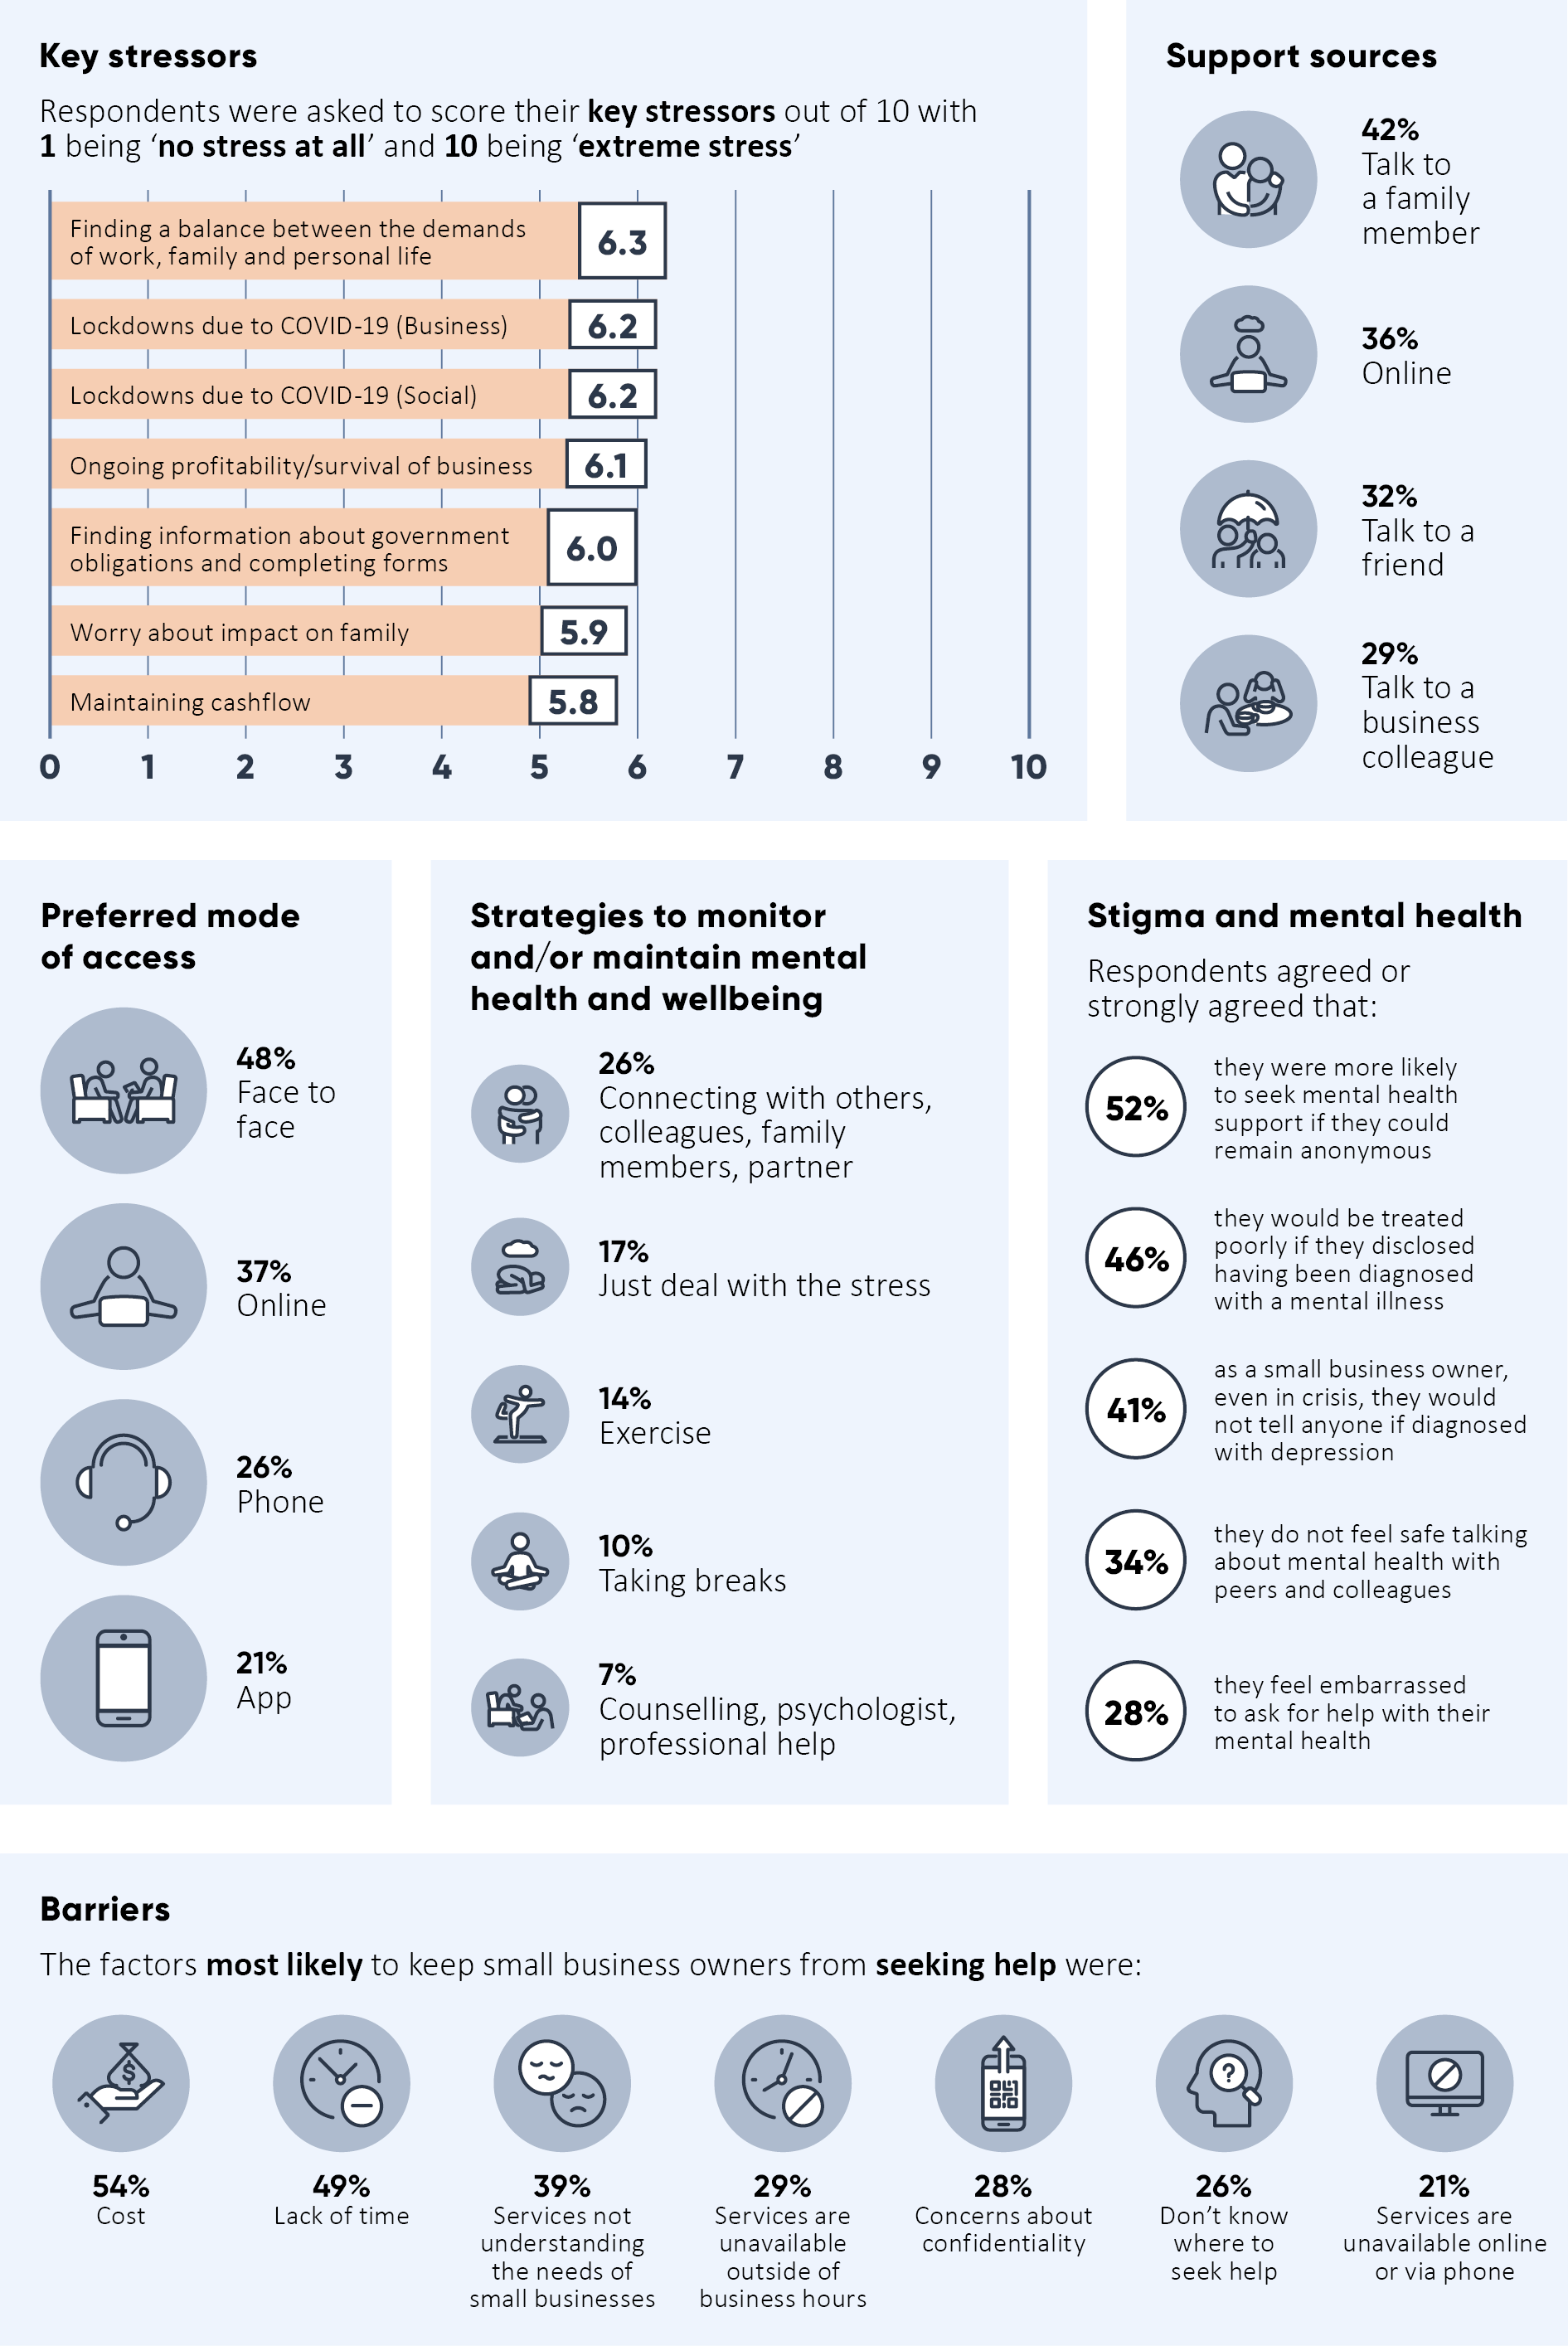 Key stressors
Respondents were asked to score their key stressors out of 10 with
1 being ‘no stress at all’ and 10 being ‘extreme stress’
Finding a balance between the demands
of work, family and personal life
6.3
Lockdowns due to COVID-19 (Business)
6.2
Lockdowns due to COVID-19 (Social)
6.2
Ongoing profitability/survival of business
6.1
Finding information about government
obligations and completing forms
6.0
Worry about impact on family
5.9
Maintaining cashflow
5.8
0 1 2 3 4 5 6 7 8 9 10
Support sources
42%
Talk to
a family
member
36%
Online
32%
Talk to a
friend
29%
Talk to a
business
colleague
Preferred mode
of access
48%
Face to
face
37%
Online
26%
Phone
21%
App
Strategies to monitor
and/or maintain mental
health and wellbeing
26%
Connecting with others,
colleagues, family
members, partner
17%
Just deal with the stress
14%
Exercise
10%
Taking breaks
7%
Counselling, psychologist,
professional help
Stigma and mental health
Respondents agreed or
strongly agreed that:
52%
they were more likely
to seek mental health
support if they could
remain anonymous
46%
they would be treated
poorly if they disclosed
having been diagnosed
with a mental illness
41%
as a small business owner,
even in crisis, they would
not tell anyone if diagnosed
with depression
34%
they do not feel safe talking
about mental health with
peers and colleagues
28%
they feel embarrassed
to ask for help with their
mental health
Barriers
The factors most likely to keep small business owners from seeking help were:
$
?
54%
Cost
49%
Lack of time
39%
Services not
understanding
the needs of
small businesses
29%
Services are
unavailable
outside of
business hours
28%
Concerns about
confidentiality
26%
Don’t know
where to
seek help
21%
Services are
unavailable online
or via phone